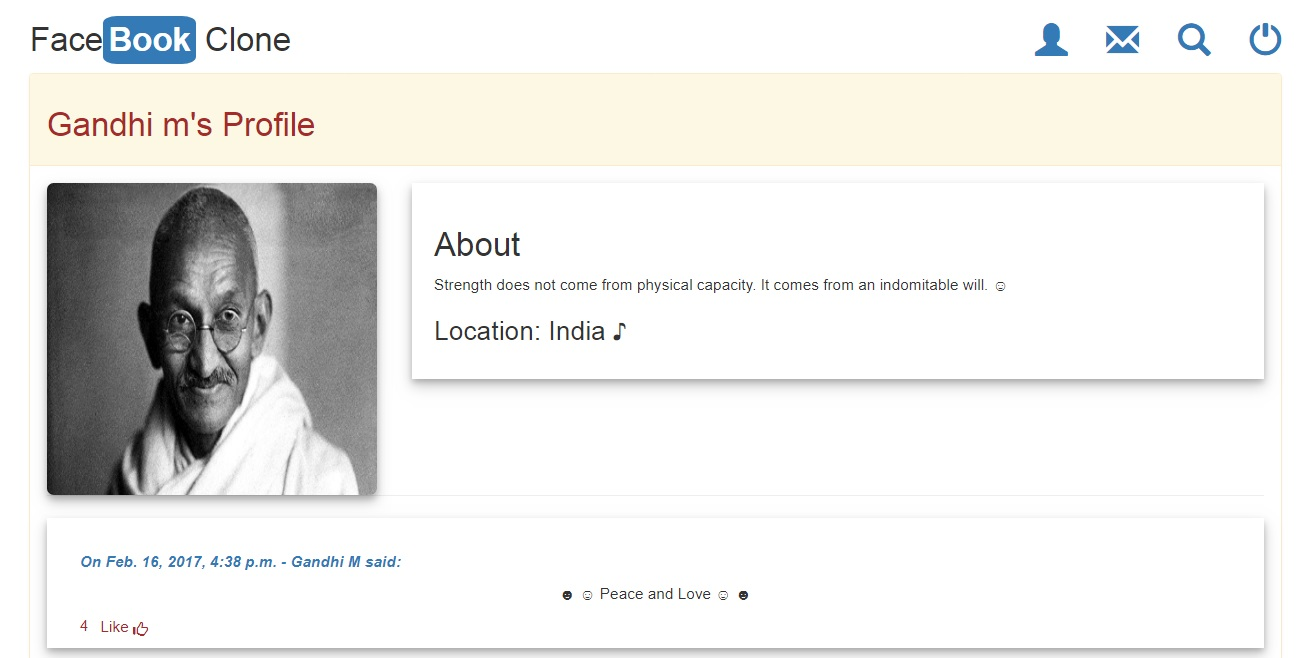 FaceBook Clone
Gandhi m's Profile
About
Strength does not come from physical capacity. It comes from an indomitable will. ☺
Location: India ♪
On Feb. 16, 2017, 4:38 p.m. - Gandhi M said:
☻ ☺ Peace and Love ☺ ☻
4 Like